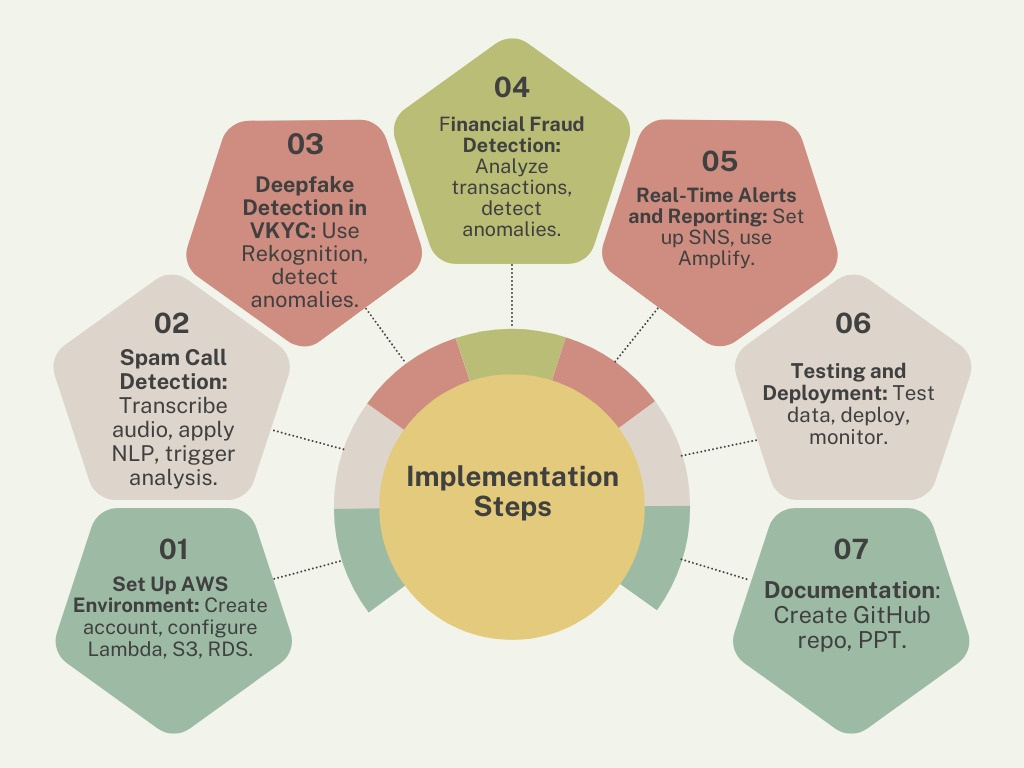 Implementation
Steps
01
Set Up AWS
Environment: Create
account, configure
Lambda, S3, RDS.
02
Spam Call
Detection:
Transcribe
audio, apply
NLP, trigger
analysis.
03
Deepfake
Detection in
VKYC: Use
Rekognition,
detect
anomalies.
04
Financial Fraud
Detection:
Analyze
transactions,
detect
anomalies.
05
Real-Time Alerts
and Reporting: Set
up SNS, use
Amplify.
06
Testing and
Deployment: Test
data, deploy,
monitor.
07
Documentation:
Create GitHub
repo, PPT.